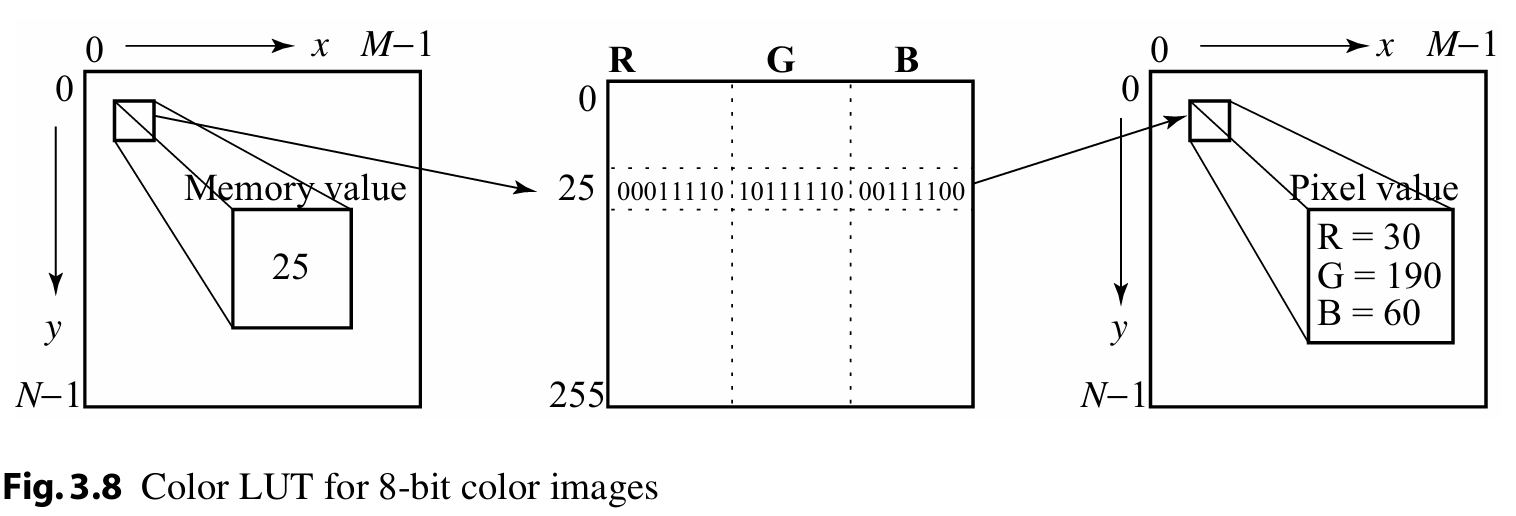 0 x M−1
0
Memory value
25
y
N−1
R G B
0
25 00011110 10111110 00111100
255
0 x M−1
0
Pixel value
R = 30
G = 190
B = 60
y
N−1
Fig. 3.8 Color LUT for 8-bit color images